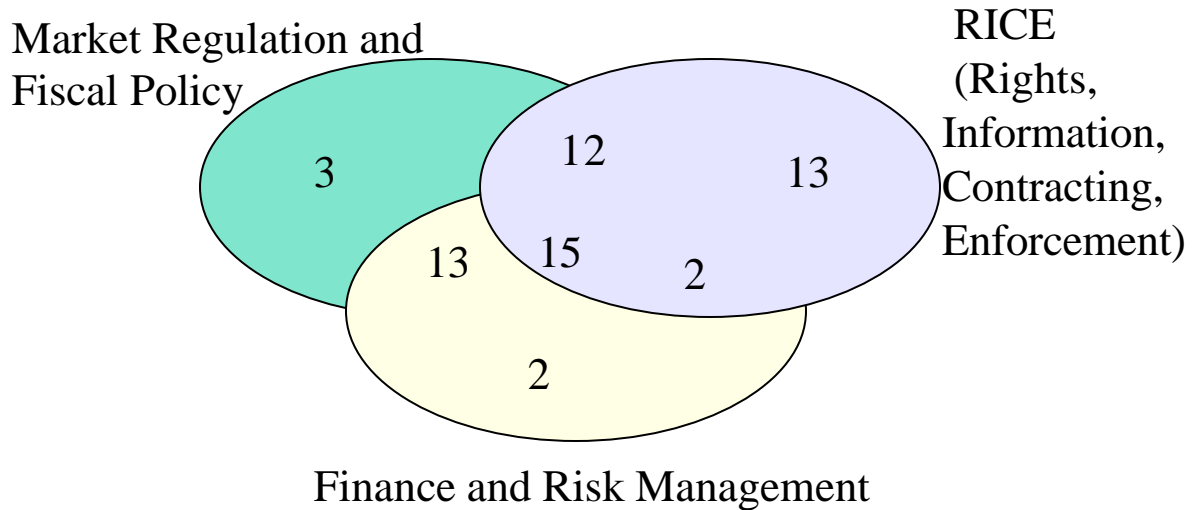 Market Regulation and
Fiscal Policy
RICE
(Rights,
Information,
Contracting,
Enforcement)
12
3
13
13
15
2
2
Finance and Risk Management